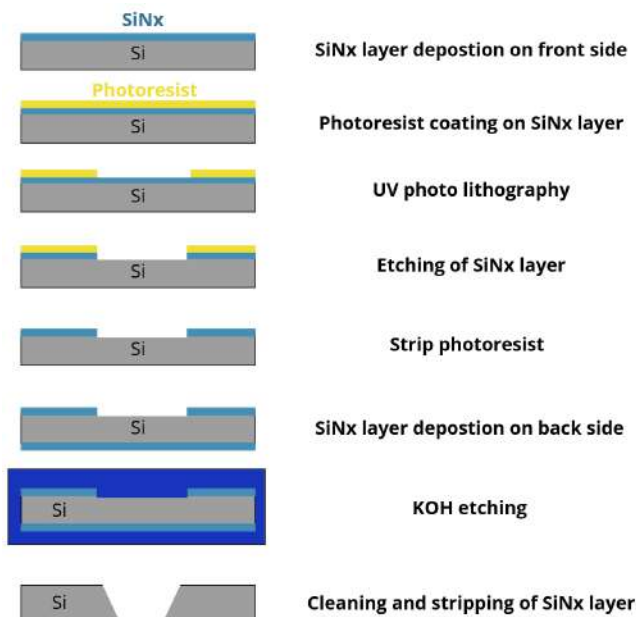 SiNx
Si
SiNx layer depostion on front side
Photoresist
Si
Photoresist coating on SiNx layer
Si
UV photo lithography
Si
Etching of SiNx layer
Si
Strip photoresist
Si
SiNx layer depostion on back side
Si
KOH etching
Si
Cleaning and stripping of SiNx layer